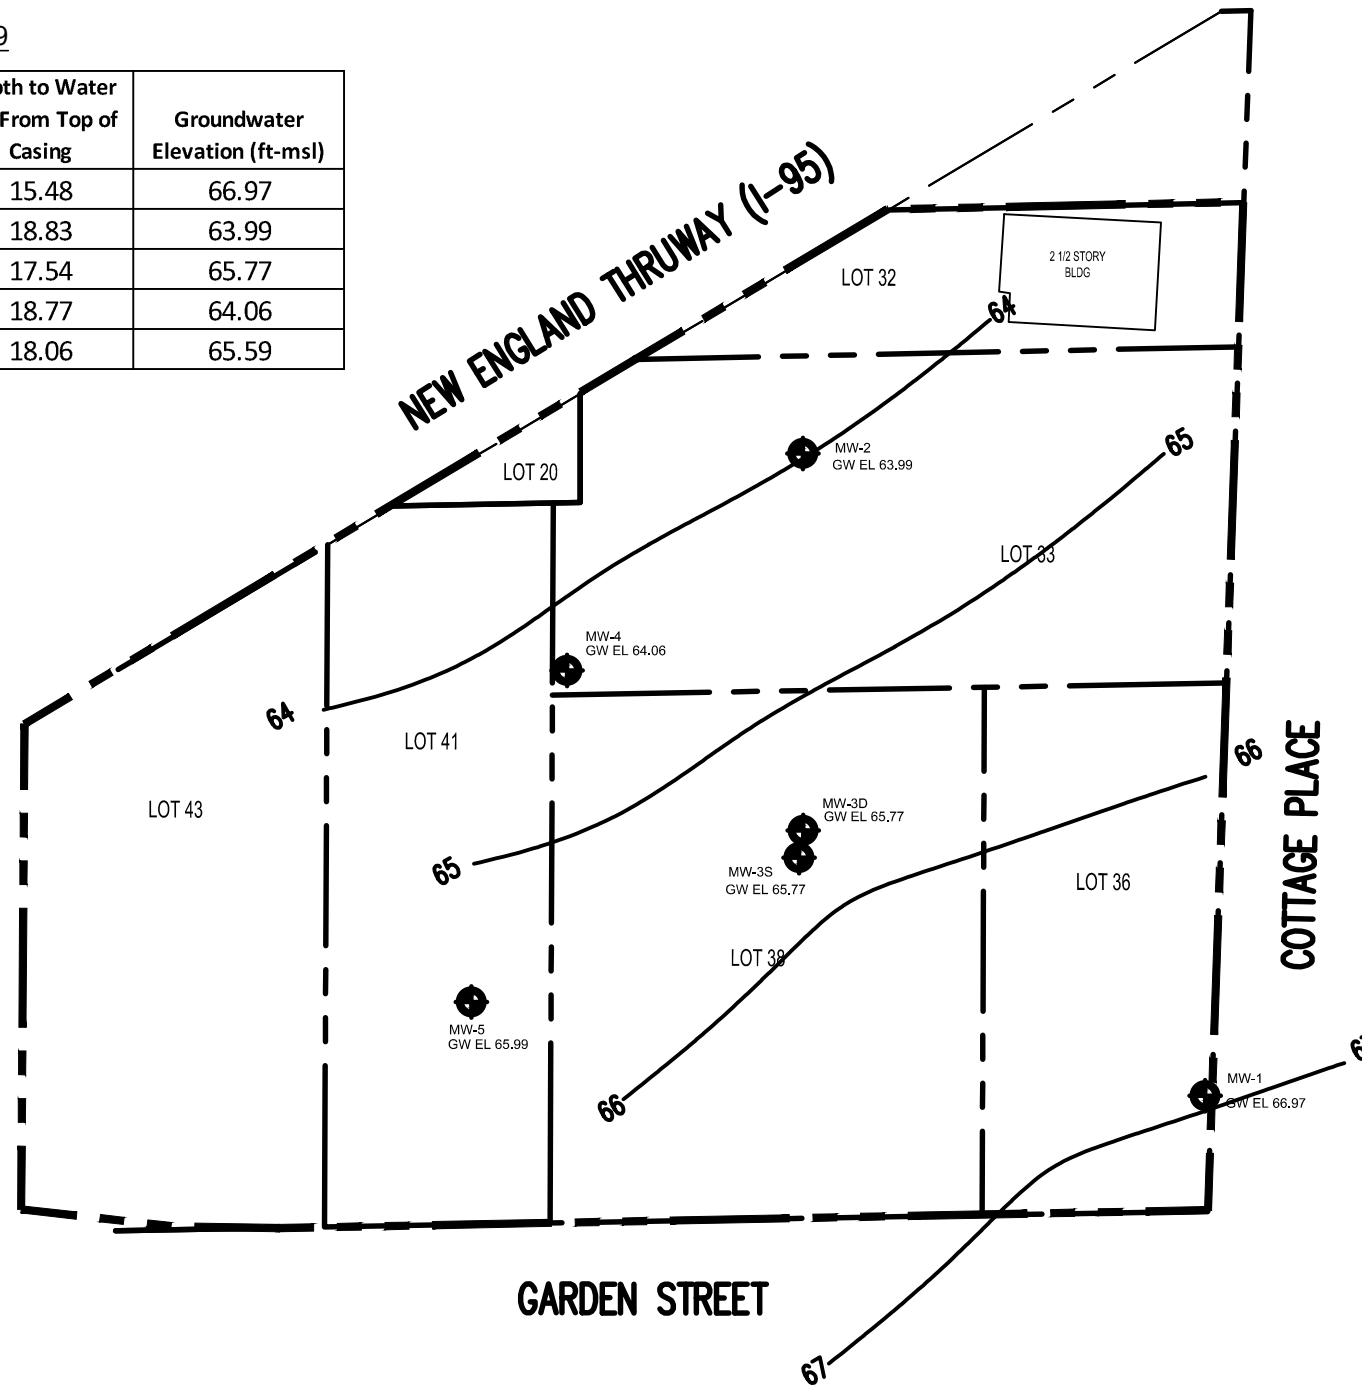 9
pth to Water
From Top of
Casing
Groundwater
Elevation (ft-msl)
15.48 66.97
18.83 63.99
17.54 65.77
18.77 64.06
18.06 65.59
NEW ENGLAND THRUWAY (I-95)
LOT 32
2 1/2 STORY
BLDG
64
LOT 20
MW-2
GW EL 63.99
65
LOT 33
MW-4
GW EL 64.06
64
LOT 41
66
LOT 43
MW-3D
GW EL 65.77
COTTAGE PLACE
65
MW-3S
GW EL 65.77
LOT 36
LOT 38
MW-5
GW EL 65.99
66
MW-1
GW EL 66.97
GARDEN STREET
67